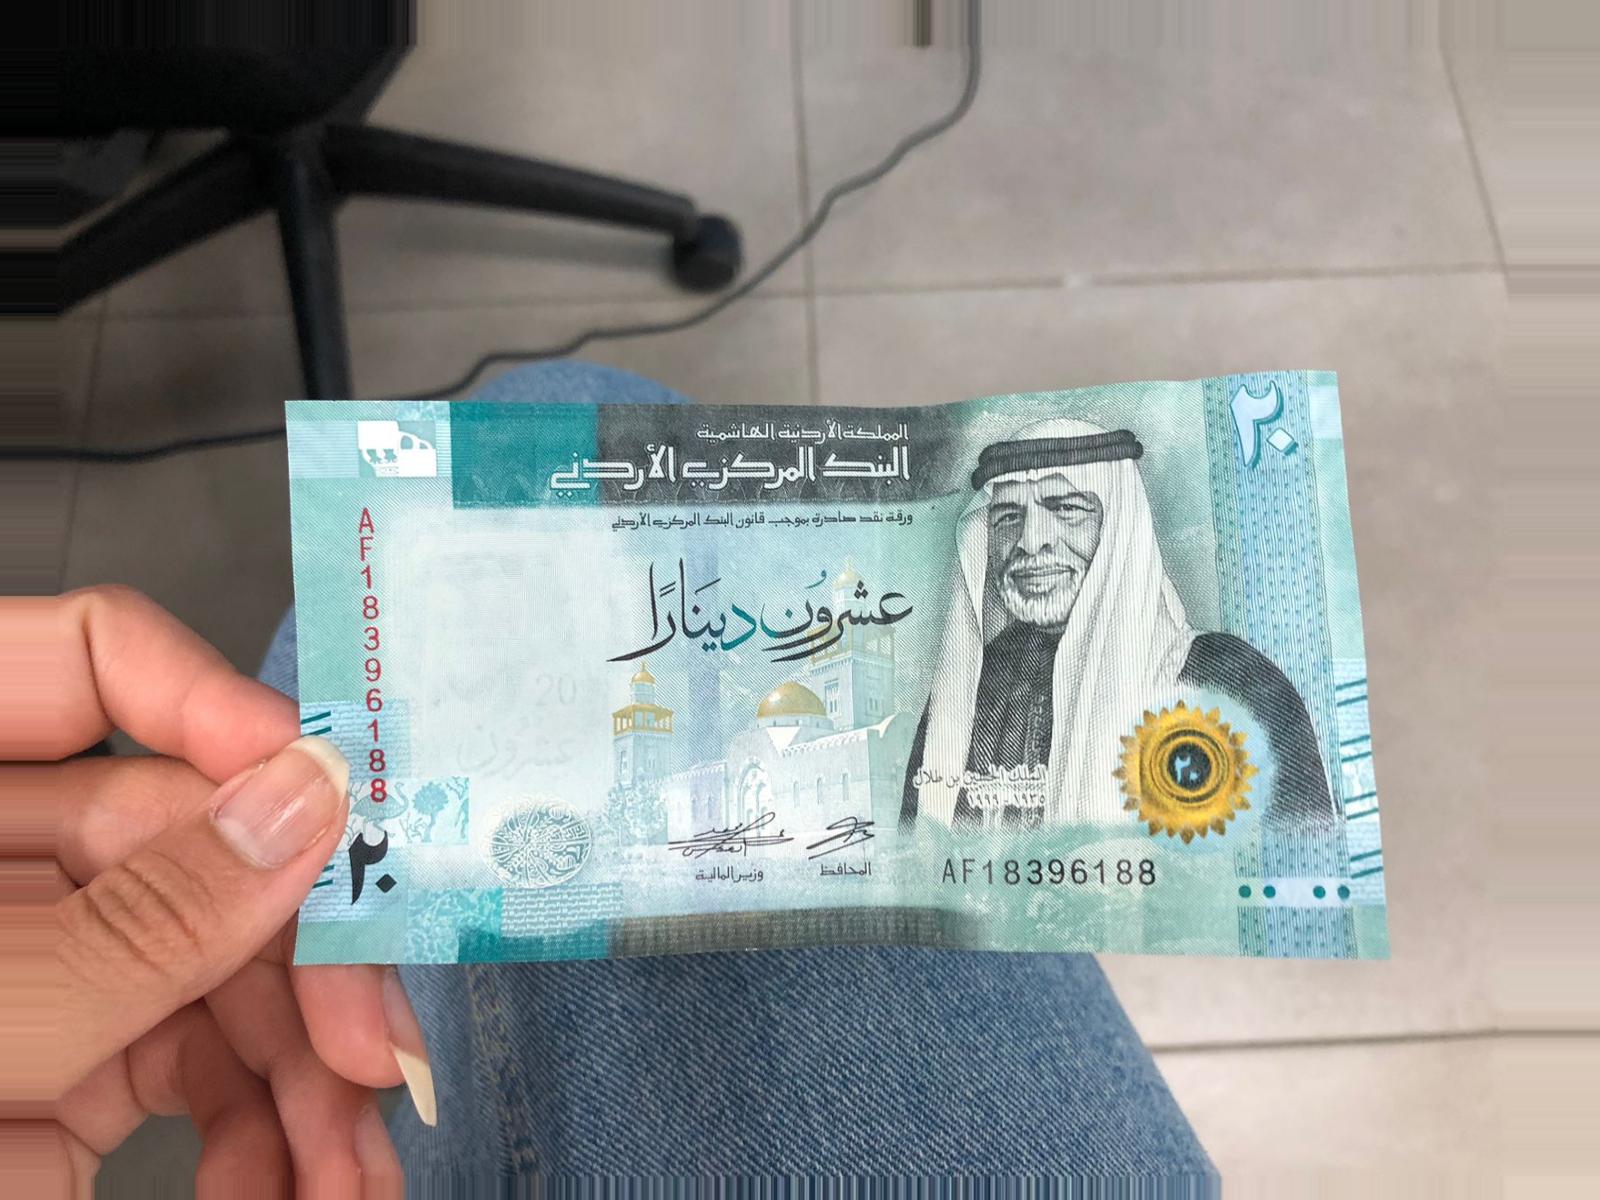 المملكة الأردنية الهاشمية
البنك المركزي الأردني
ورقة نقد صادرة بموجب قانون البنك المركزي الأردني
عشرون دينارًا
٢٠
AF18396188
20
عشرون
الملك الحسين بن طلال
١٩٣٥ - ١٩٩٩
٢٠
المحافظ
وزير المالية
AF18396188
٢٠